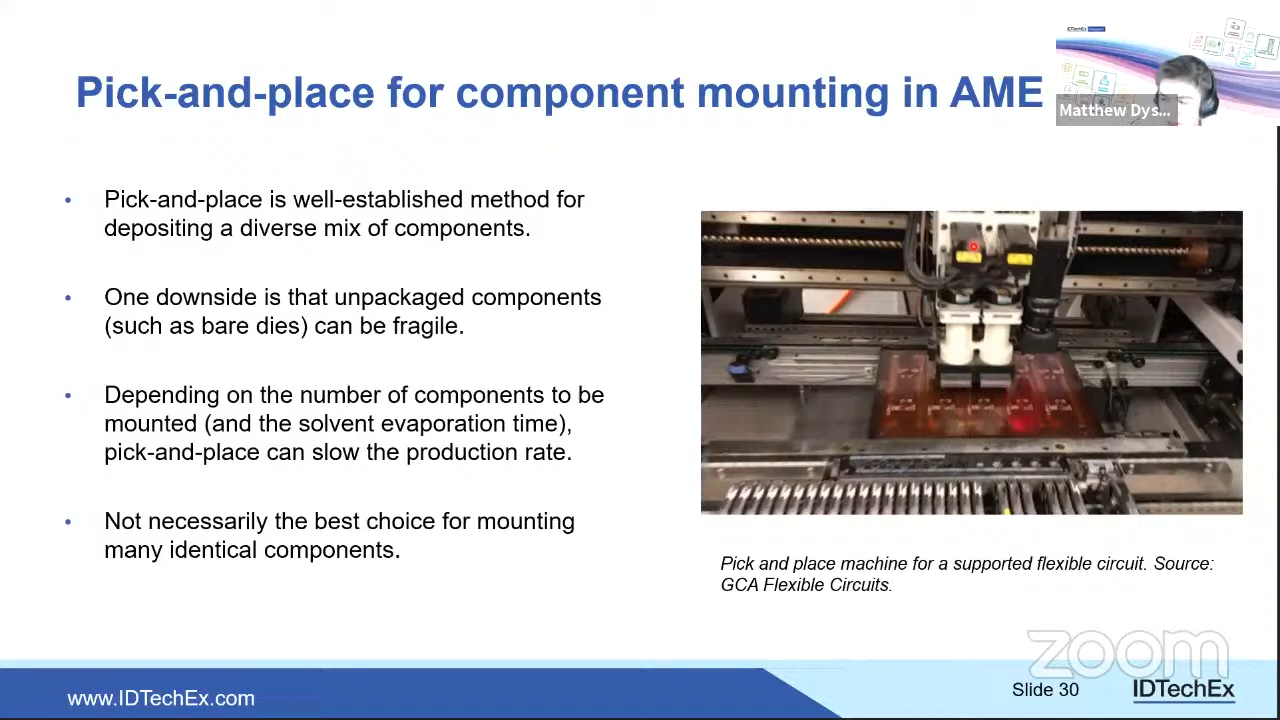 Pick-and-place for component mounting in AME
IDTechEx
Matthew Dys...
• Pick-and-place is well-established method for
depositing a diverse mix of components.
• One downside is that unpackaged components
(such as bare dies) can be fragile.
• Depending on the number of components to be
mounted (and the solvent evaporation time),
pick-and-place can slow the production rate.
• Not necessarily the best choice for mounting
many identical components.
Pick and place machine for a supported flexible circuit. Source:
GCA Flexible Circuits.
zoom
www.IDTechEx.com
Slide 30
IDTechEx